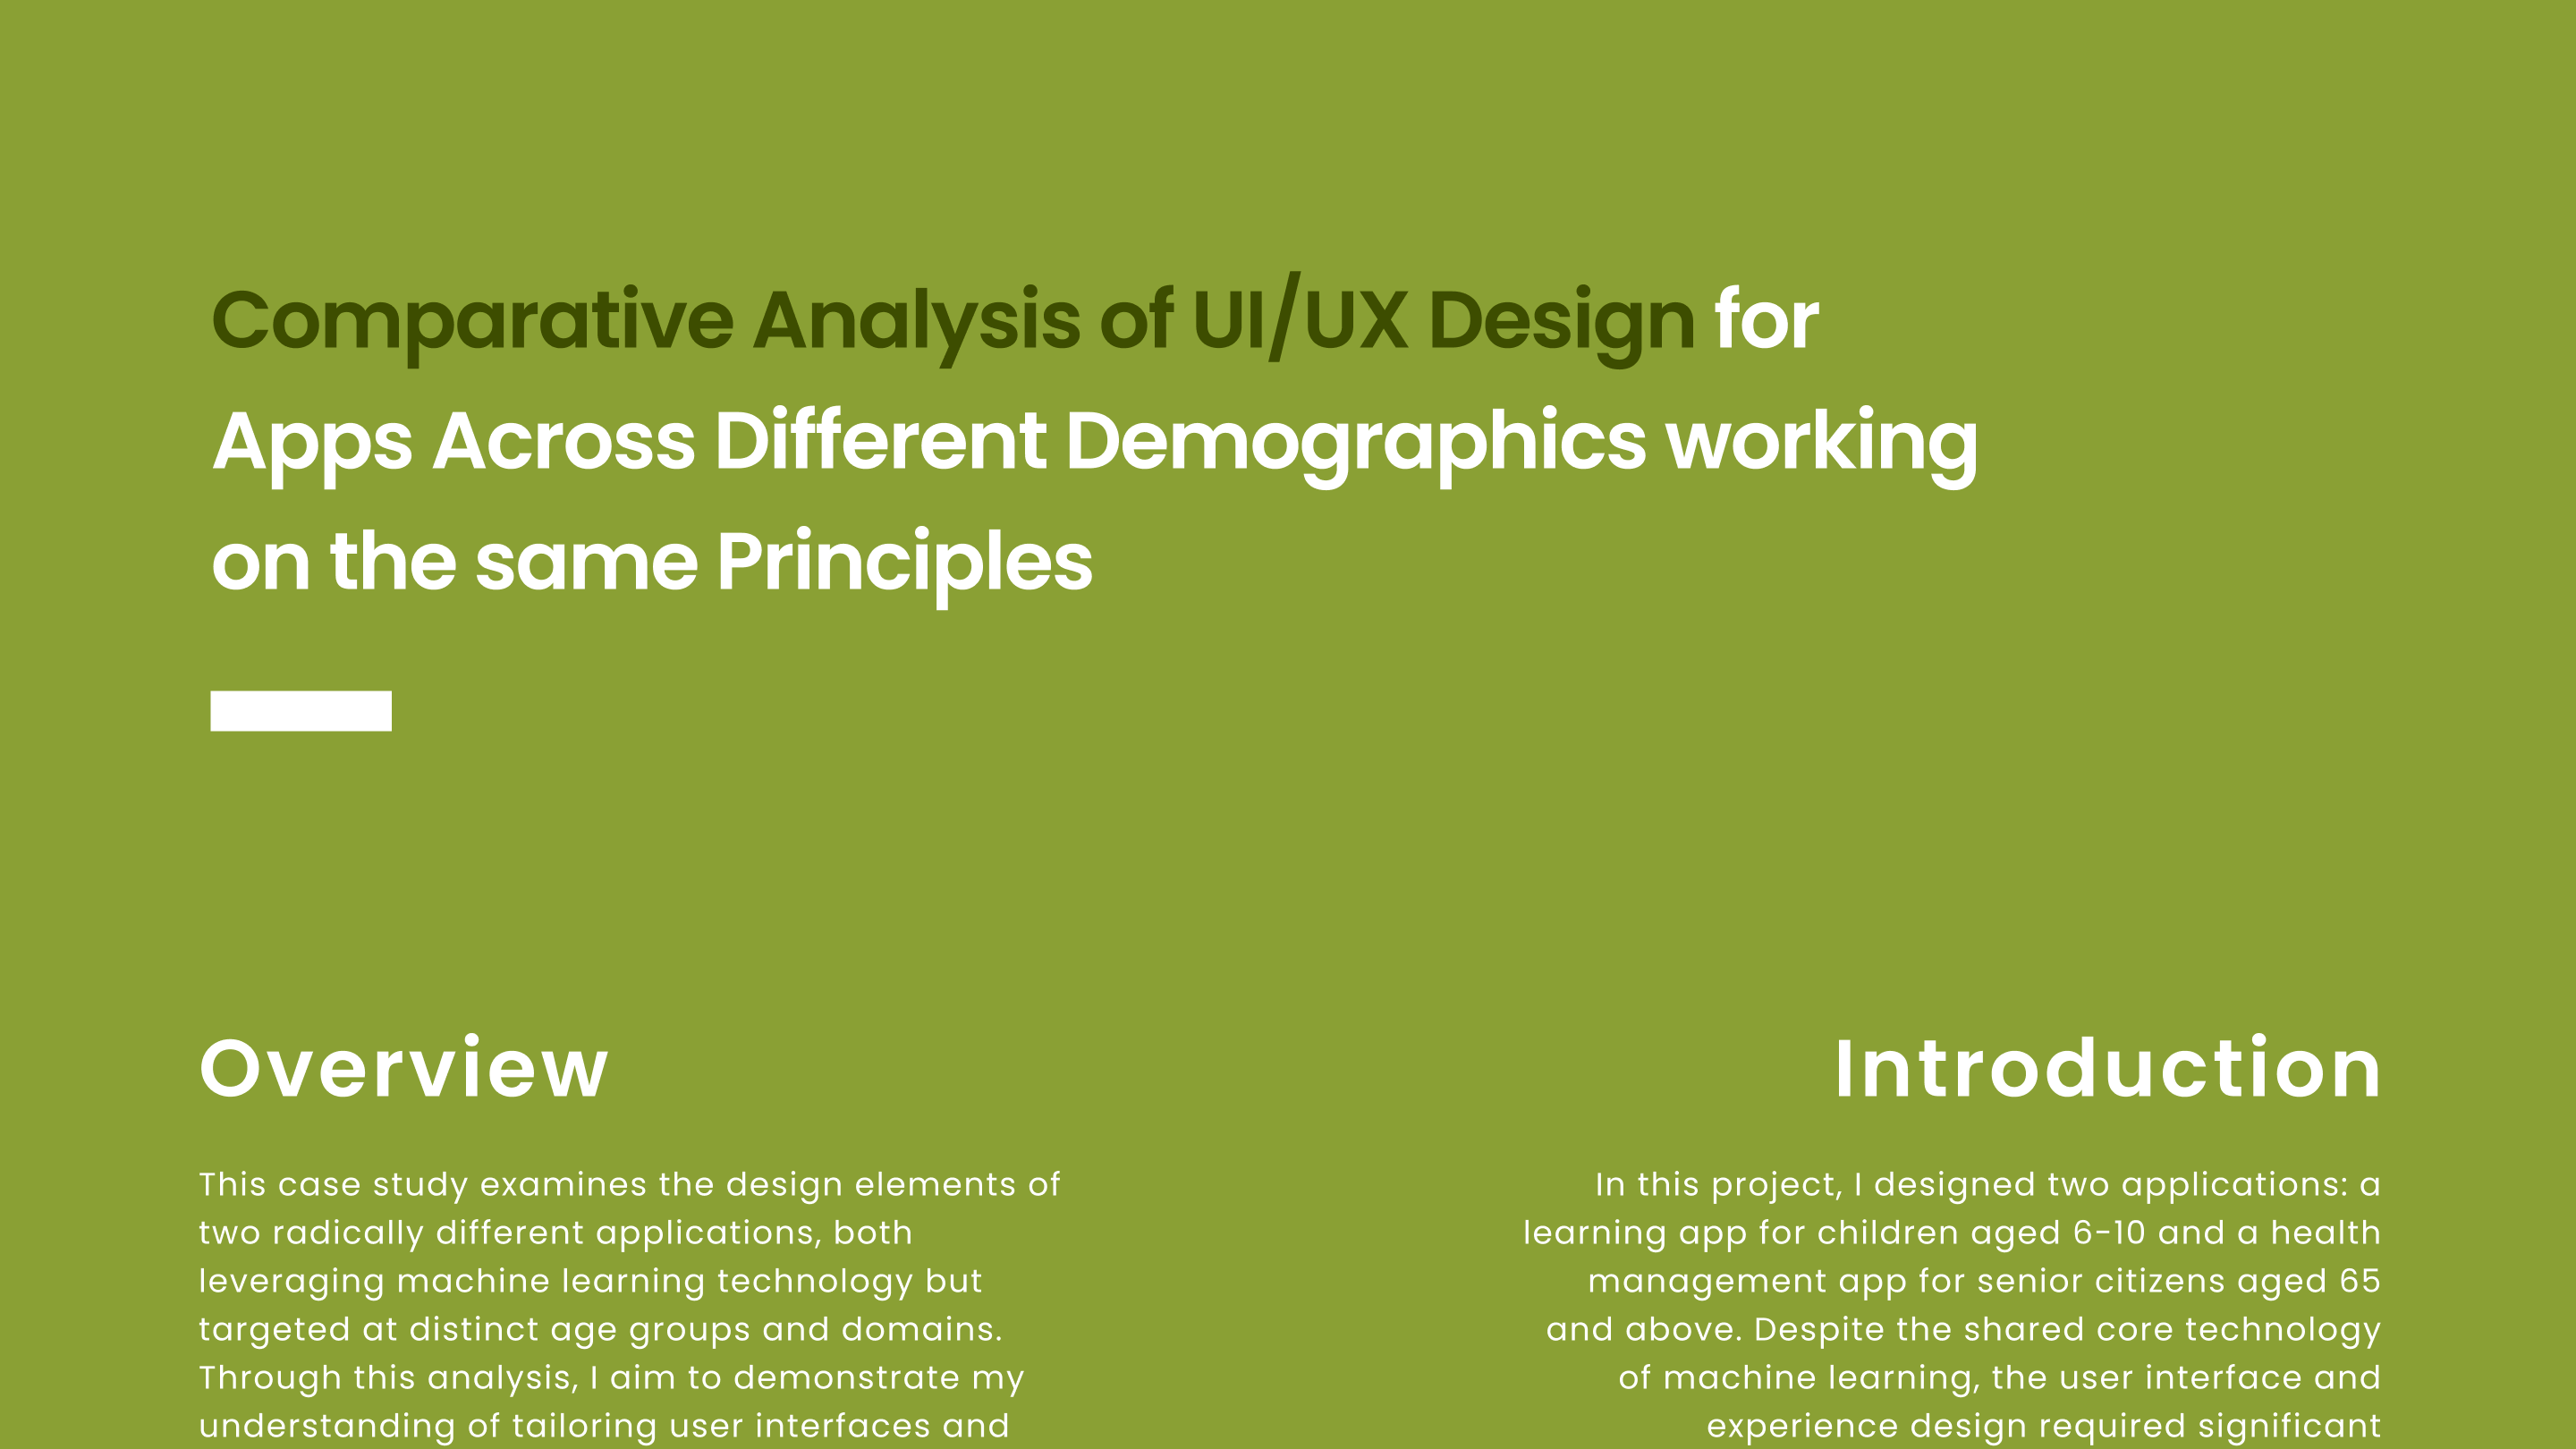 Comparative Analysis of UI/UX Design for
Apps Across Different Demographics working
on the same Principles
Overview
This case study examines the design elements of
two radically different applications, both
leveraging machine learning technology but
targeted at distinct age groups and domains.
Through this analysis, I aim to demonstrate my
understanding of tailoring user interfaces and
Introduction
In this project, I designed two applications: a
learning app for children aged 6-10 and a health
management app for senior citizens aged 65
and above. Despite the shared core technology
of machine learning, the user interface and
experience design required significant